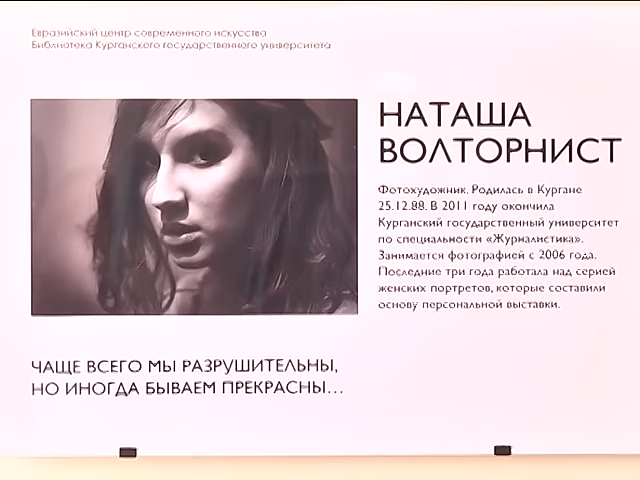 Евразийский центр современного искусства
Библиотека Курганского государственного университета
НАТАША
ВОЛТОРНИСТ
Фотохудожник. Родилась в Кургане
25.12.88. В 2011 году окончила
Курганский государственный университет
по специальности «Журналистика».
Занимается фотографией с 2006 года.
Последние три года работала над серией
женских портретов, которые составили
основу персональной выставки.
ЧАЩЕ ВСЕГО МЫ РАЗРУШИТЕЛЬНЫ,
НО ИНОГДА БЫВАЕМ ПРЕКРАСНЫ...